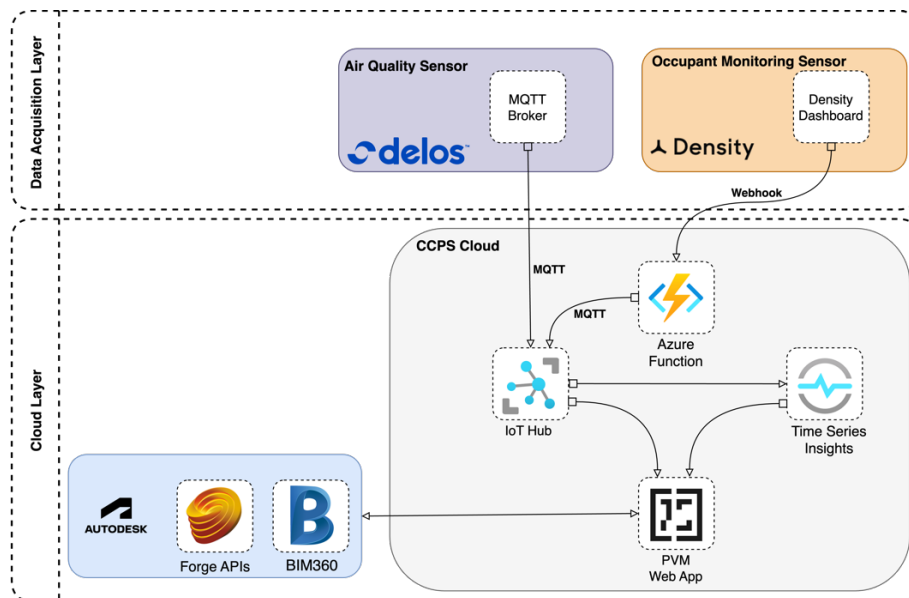 Data Acquisition Layer
Air Quality Sensor
MQTT
Broker
delos™
Occupant Monitoring Sensor
Density
Dashboard
Density
Webhook
Cloud Layer
CCPS Cloud
MQTT
MQTT
Azure
Function
IoT Hub
Time Series
Insights
AUTODESK
Forge APIs
B
BIM360
PVM
Web App